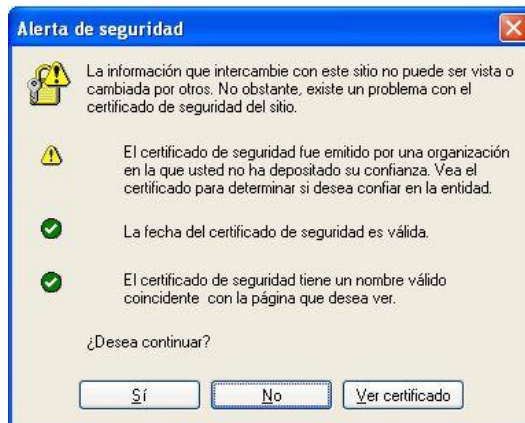 Alerta de seguridad
La información que intercambie con este sitio no puede ser vista o
cambiada por otros. No obstante, existe un problema con el
certificado de seguridad del sitio.
El certificado de seguridad fue emitido por una organización
en la que usted no ha depositado su confianza. Vea el
certificado para determinar si desea confiar en la entidad.
La fecha del certificado de seguridad es válida.
El certificado de seguridad tiene un nombre válido
coincidente con la página que desea ver.
¿Desea continuar?
Sí No Ver certificado